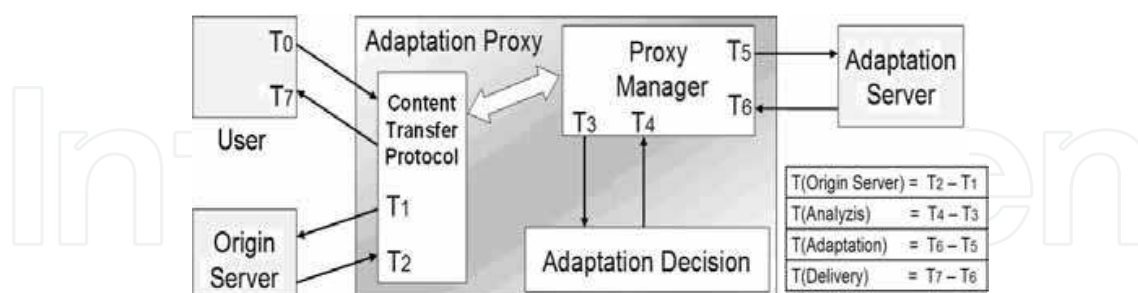 T0
T7
User
Adaptation Proxy
Content
Transfer
Protocol
T1
T2
Origin
Server
Proxy
Manager
T5
T6
T3 T4
Adaptation Decision
Adaptation
Server
T(Origin Server) = T2 – T1
T(Analyzis) = T4 – T3
T(Adaptation) = T6 – T5
T(Delivery) = T7 – T6